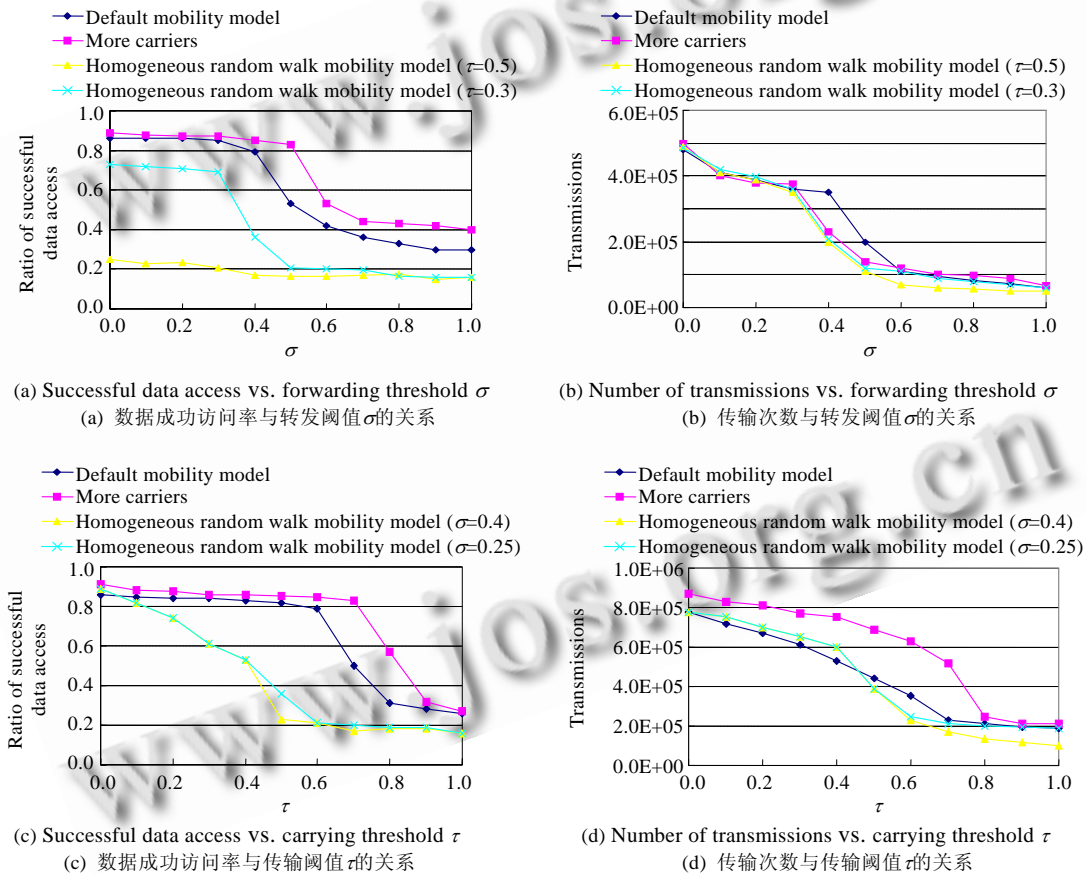 Default mobility model
More carriers
Homogeneous random walk mobility model (τ=0.5)
Homogeneous random walk mobility model (τ=0.3)
1.0
0.8
0.6
0.4
0.2
0.0
Ratio of successful
data access
0.0 0.2 0.4 0.6 0.8 1.0
σ
(a) Successful data access vs. forwarding threshold σ
(a) 数据成功访问率与转发阈值σ的关系
Default mobility model
More carriers
Homogeneous random walk mobility model (τ=0.5)
Homogeneous random walk mobility model (τ=0.3)
6.0E+05
4.0E+05
2.0E+05
0.0E+00
Transmissions
0.0 0.2 0.4 0.6 0.8 1.0
σ
(b) Number of transmissions vs. forwarding threshold σ
(b) 传输次数与转发阈值σ的关系
Default mobility model
More carriers
Homogeneous random walk mobility model (σ=0.4)
Homogeneous random walk mobility model (σ=0.25)
1.0
0.8
0.6
0.4
0.2
0.0
Ratio of successful
data access
0.0 0.2 0.4 0.6 0.8 1.0
τ
(c) Successful data access vs. carrying threshold τ
(c) 数据成功访问率与传输阈值τ的关系
Default mobility model
More carriers
Homogeneous random walk mobility model (σ=0.4)
Homogeneous random walk mobility model (σ=0.25)
1.0E+06
8.0E+05
6.0E+05
4.0E+05
2.0E+05
0.0E+00
Transmissions
0.0 0.2 0.4 0.6 0.8 1.0
τ
(d) Number of transmissions vs. carrying threshold τ
(d) 传输次数与传输阈值τ的关系
www.jos.org.cn